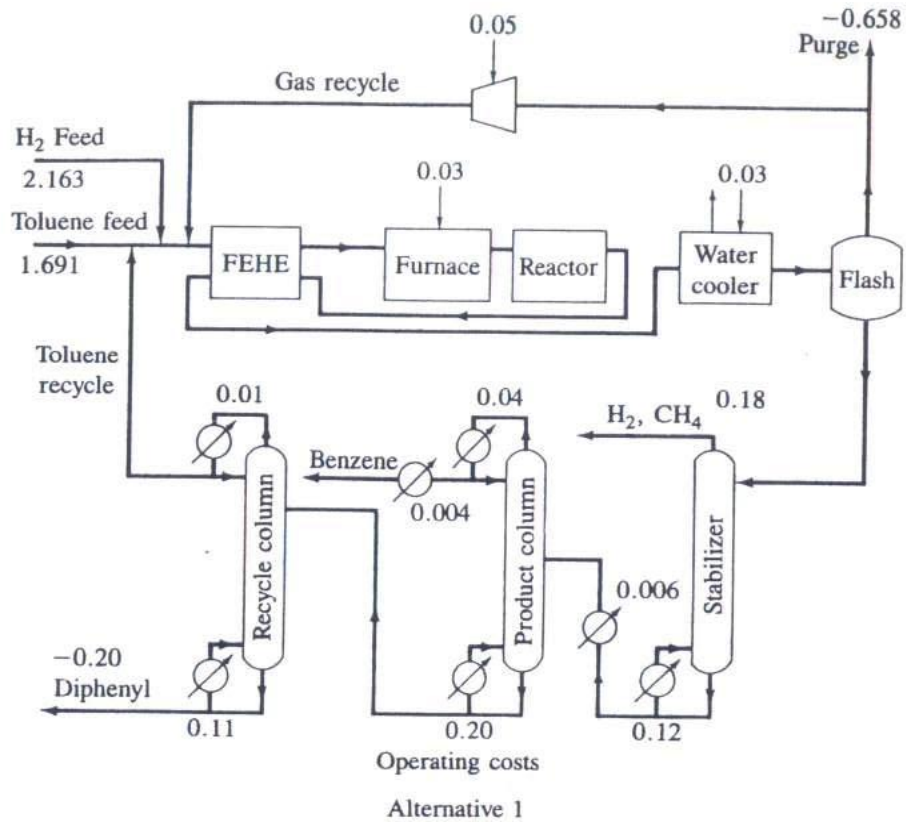 −0.658
Purge
0.05
Gas recycle
H₂ Feed
2.163
Toluene feed
1.691
0.03
0.03
FEHE
Furnace
Reactor
Water
cooler
Flash
Toluene
recycle
0.01
0.04
0.18
H₂, CH₄
Benzene
0.004
Recycle column
Product column
Stabilizer
0.006
−0.20
Diphenyl
0.11
0.20
0.12
Operating costs
Alternative 1